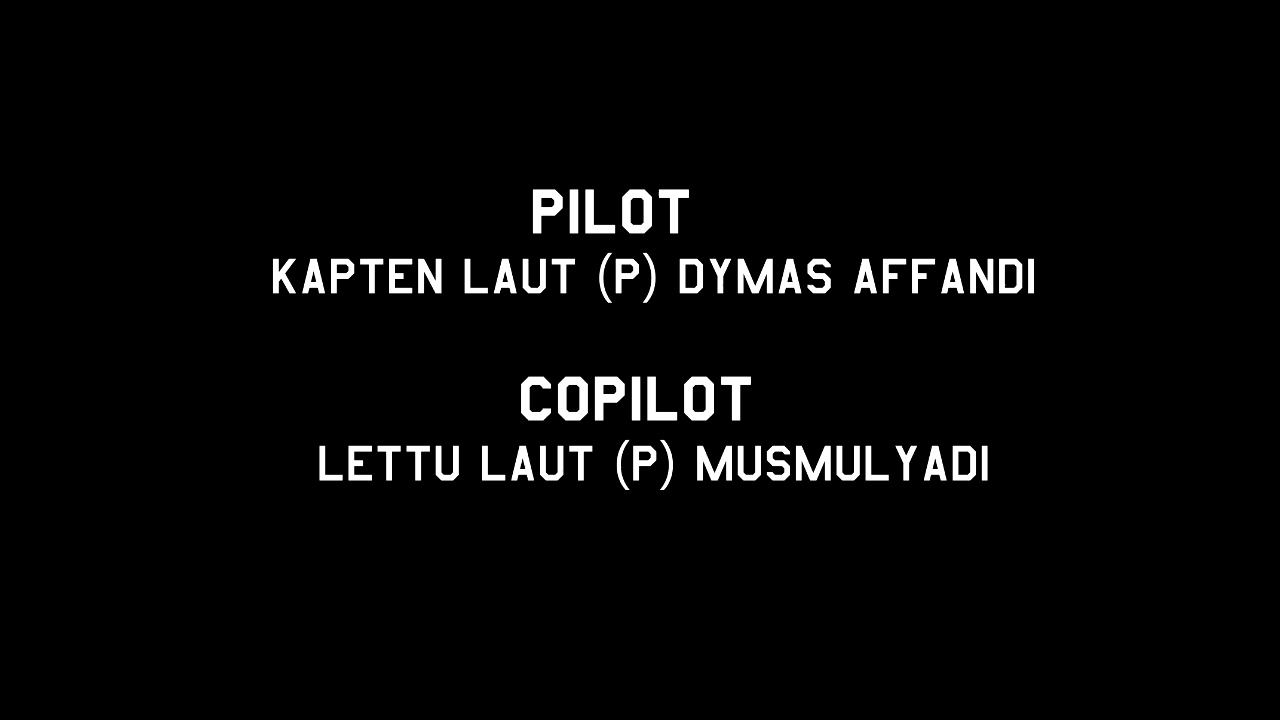 PILOT
KAPTEN LAUT (P) DYMAS AFFANDI
COPILOT
LETTU LAUT (P) MUSMULYADI